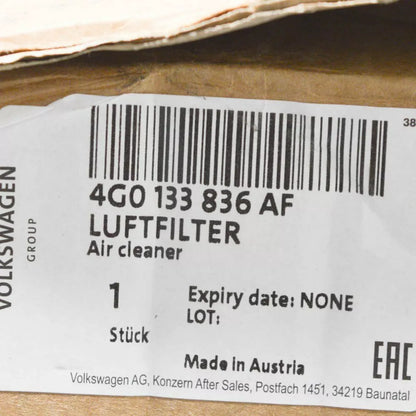 38
4G0 133 836 AF
LUFTFILTER
Air cleaner
VOLKSWAGEN
GROUP
1
Stück
Expiry date: NONE
LOT:
Made in Austria
EAC
Volkswagen AG, Konzern After Sales, Postfach 1451, 34219 Baunatal